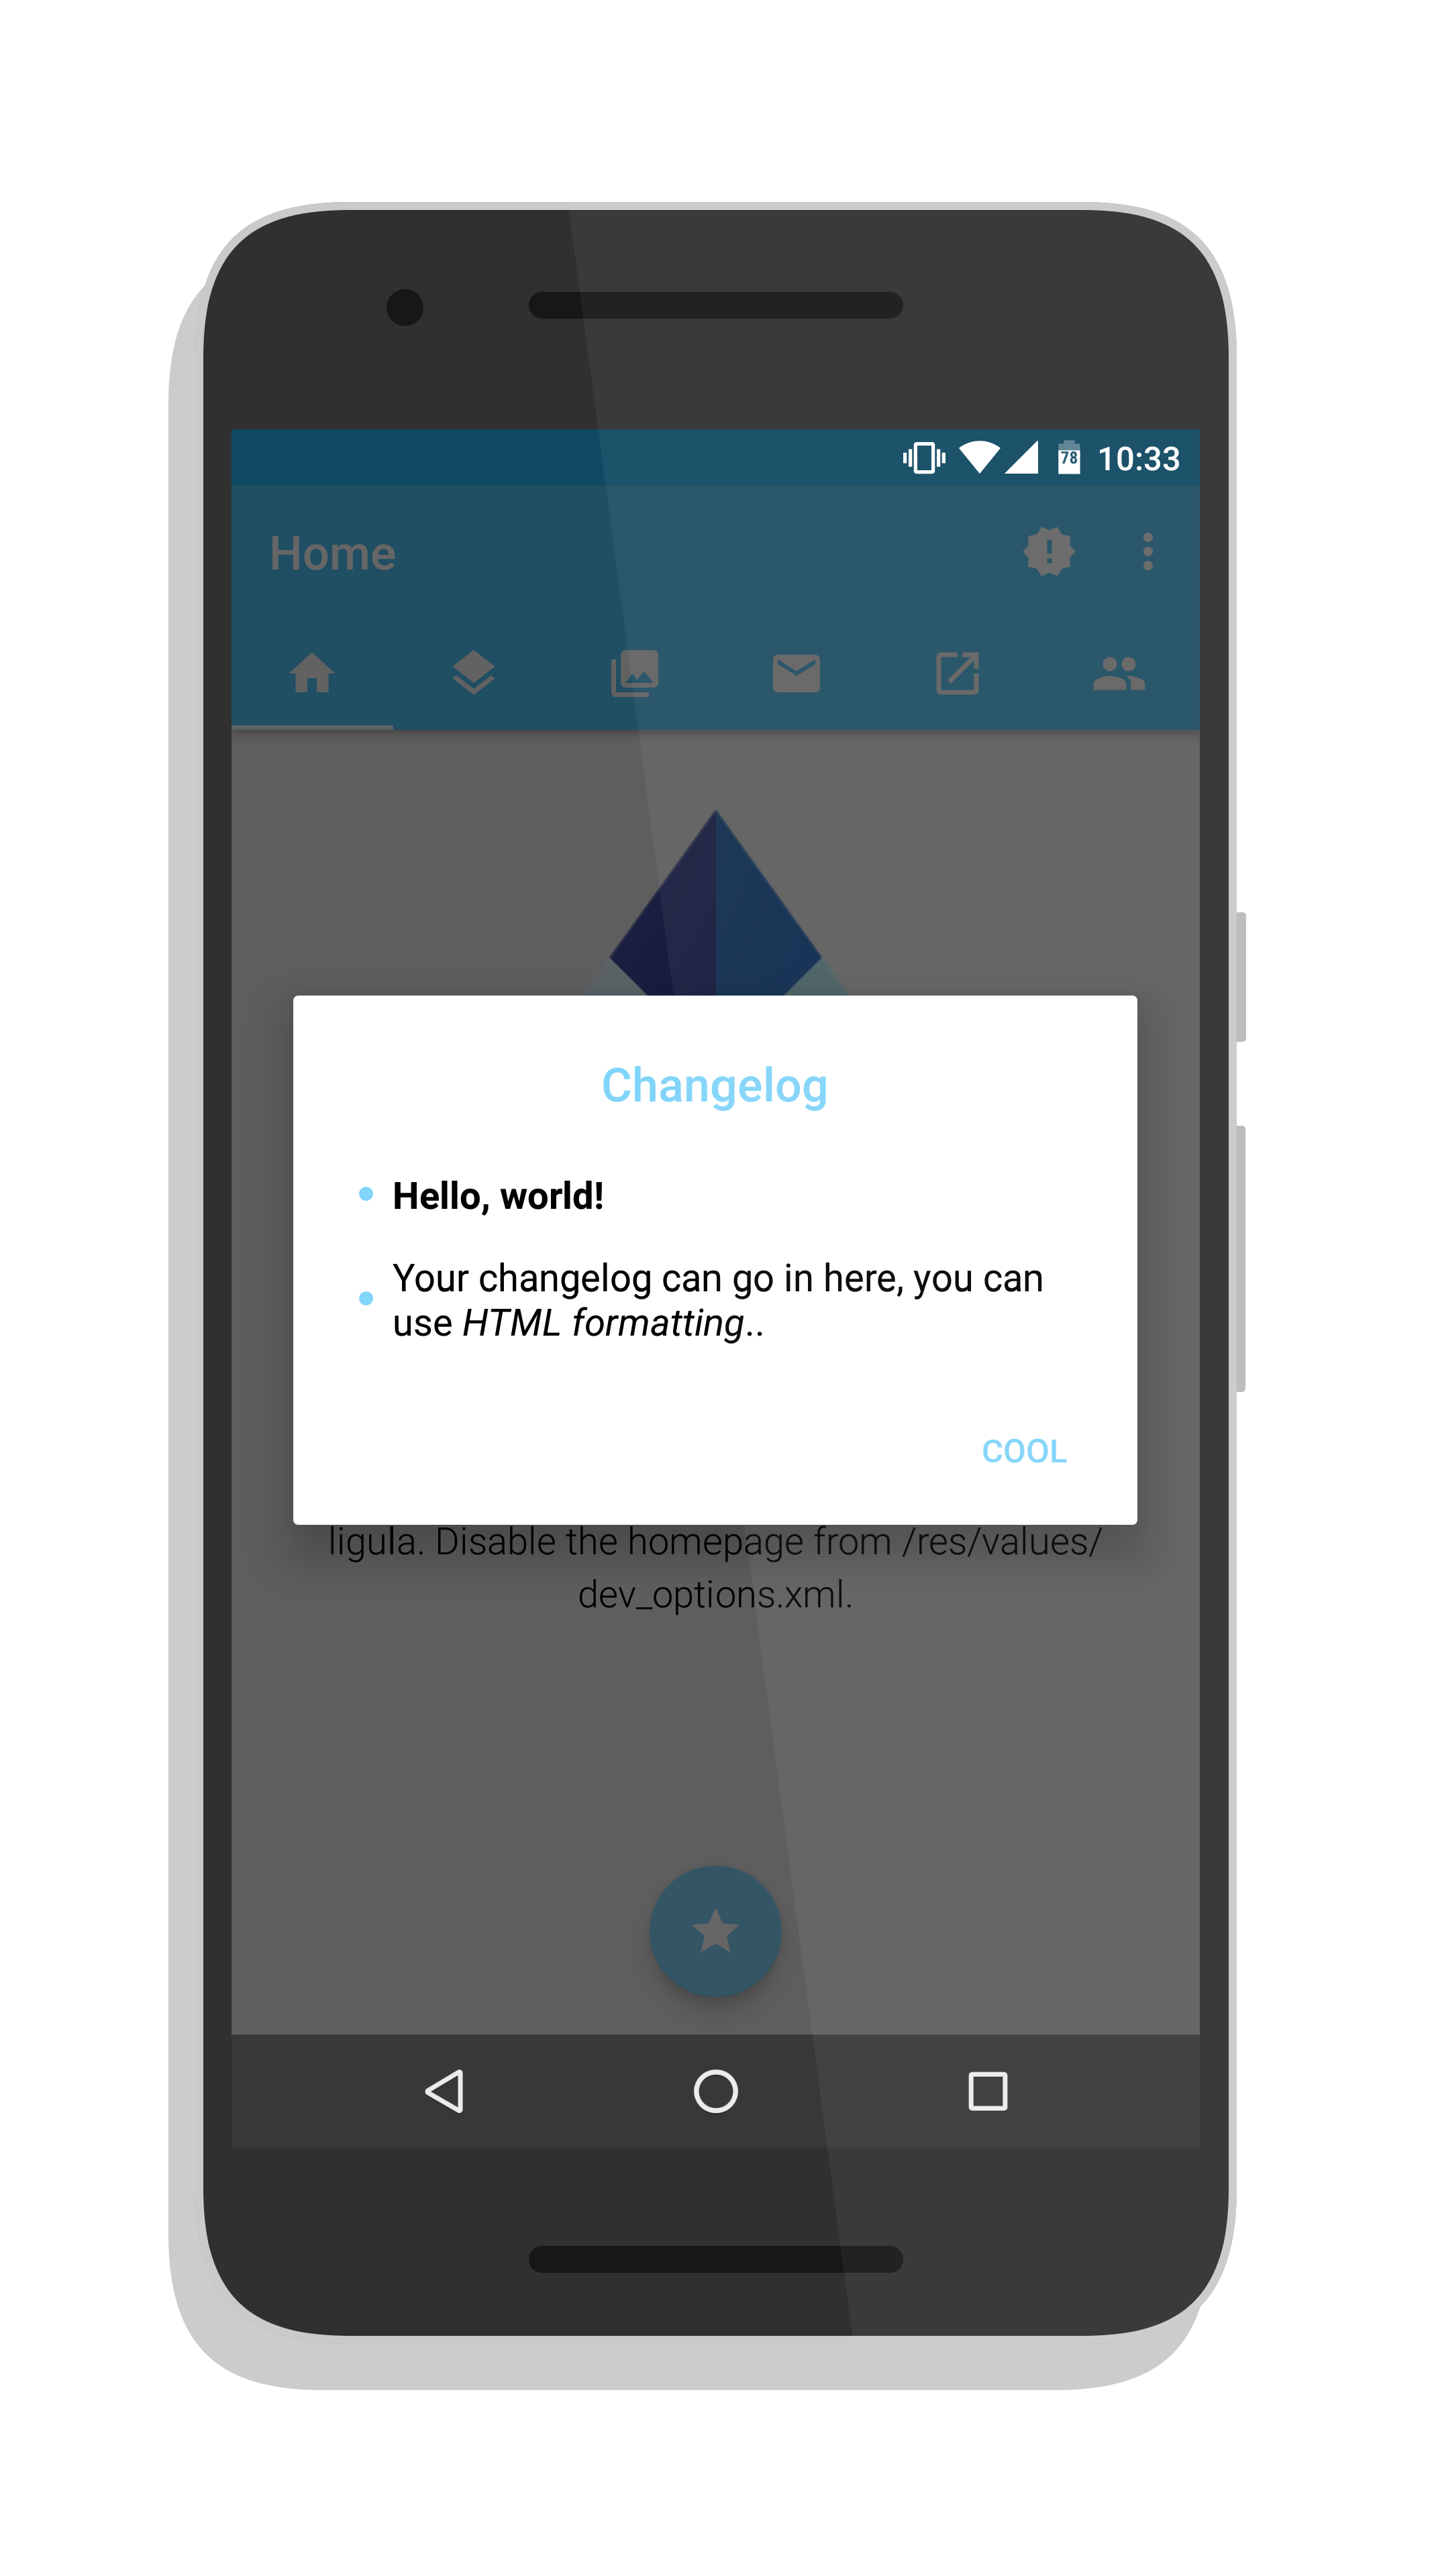 78 10:33
Home
Changelog
Hello, world!
Your changelog can go in here, you can
use HTML formatting..
COOL
ligula. Disable the homepage from /res/values/
dev_options.xml.